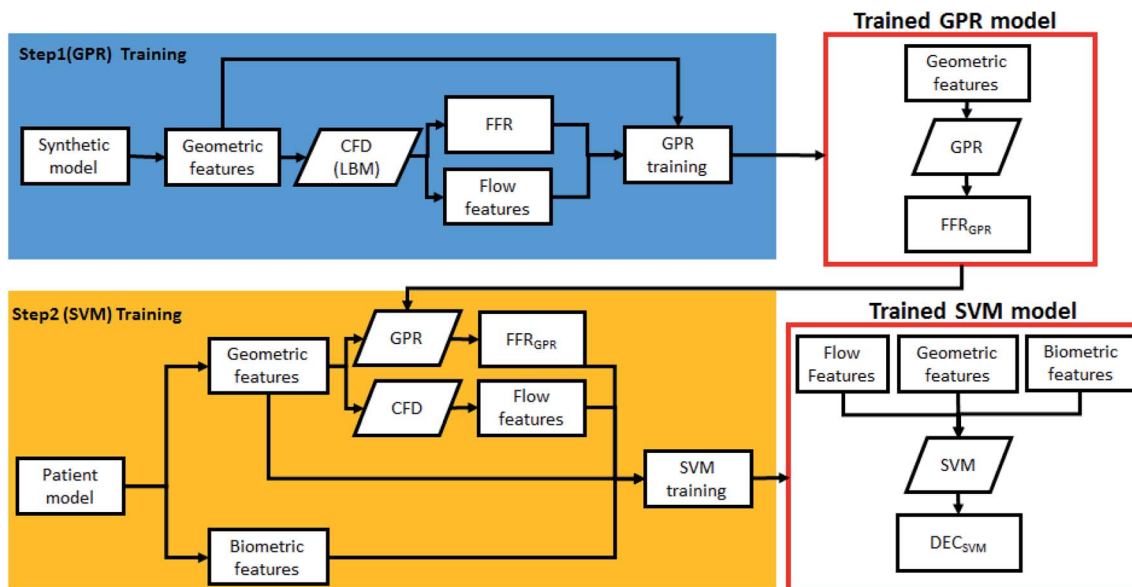 Trained GPR model
Step1(GPR) Training
Synthetic
model
Geometric
features
CFD
(LBM)
FFR
Flow
features
GPR
training
Geometric
features
GPR
FFRGPR
Step2 (SVM) Training
Trained SVM model
Patient
model
Geometric
features
Biometric
features
GPR
CFD
FFRGPR
Flow
features
SVM
training
Flow
Features
Geometric
features
Biometric
features
SVM
DECSVM